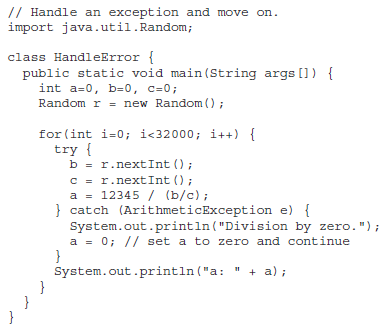 // Handle an exception and move on.
import java.util.Random;

class HandleError {
  public static void main(String args[]) {
    int a=0, b=0, c=0;
    Random r = new Random();

    for(int i=0; i<32000; i++) {
      try {
        b = r.nextInt();
        c = r.nextInt();
        a = 12345 / (b/c);
      } catch (ArithmeticException e) {
        System.out.println("Division by zero.");
        a = 0; // set a to zero and continue
      }
      System.out.println("a: " + a);
    }
  }
}